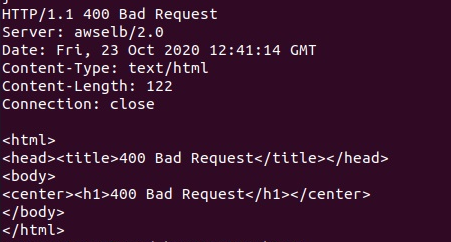 HTTP/1.1 400 Bad Request
Server: awselb/2.0
Date: Fri, 23 Oct 2020 12:41:14 GMT
Content-Type: text/html
Content-Length: 122
Connection: close

<html>
<head><title>400 Bad Request</title></head>
<body>
<center><h1>400 Bad Request</h1></center>
</body>
</html>